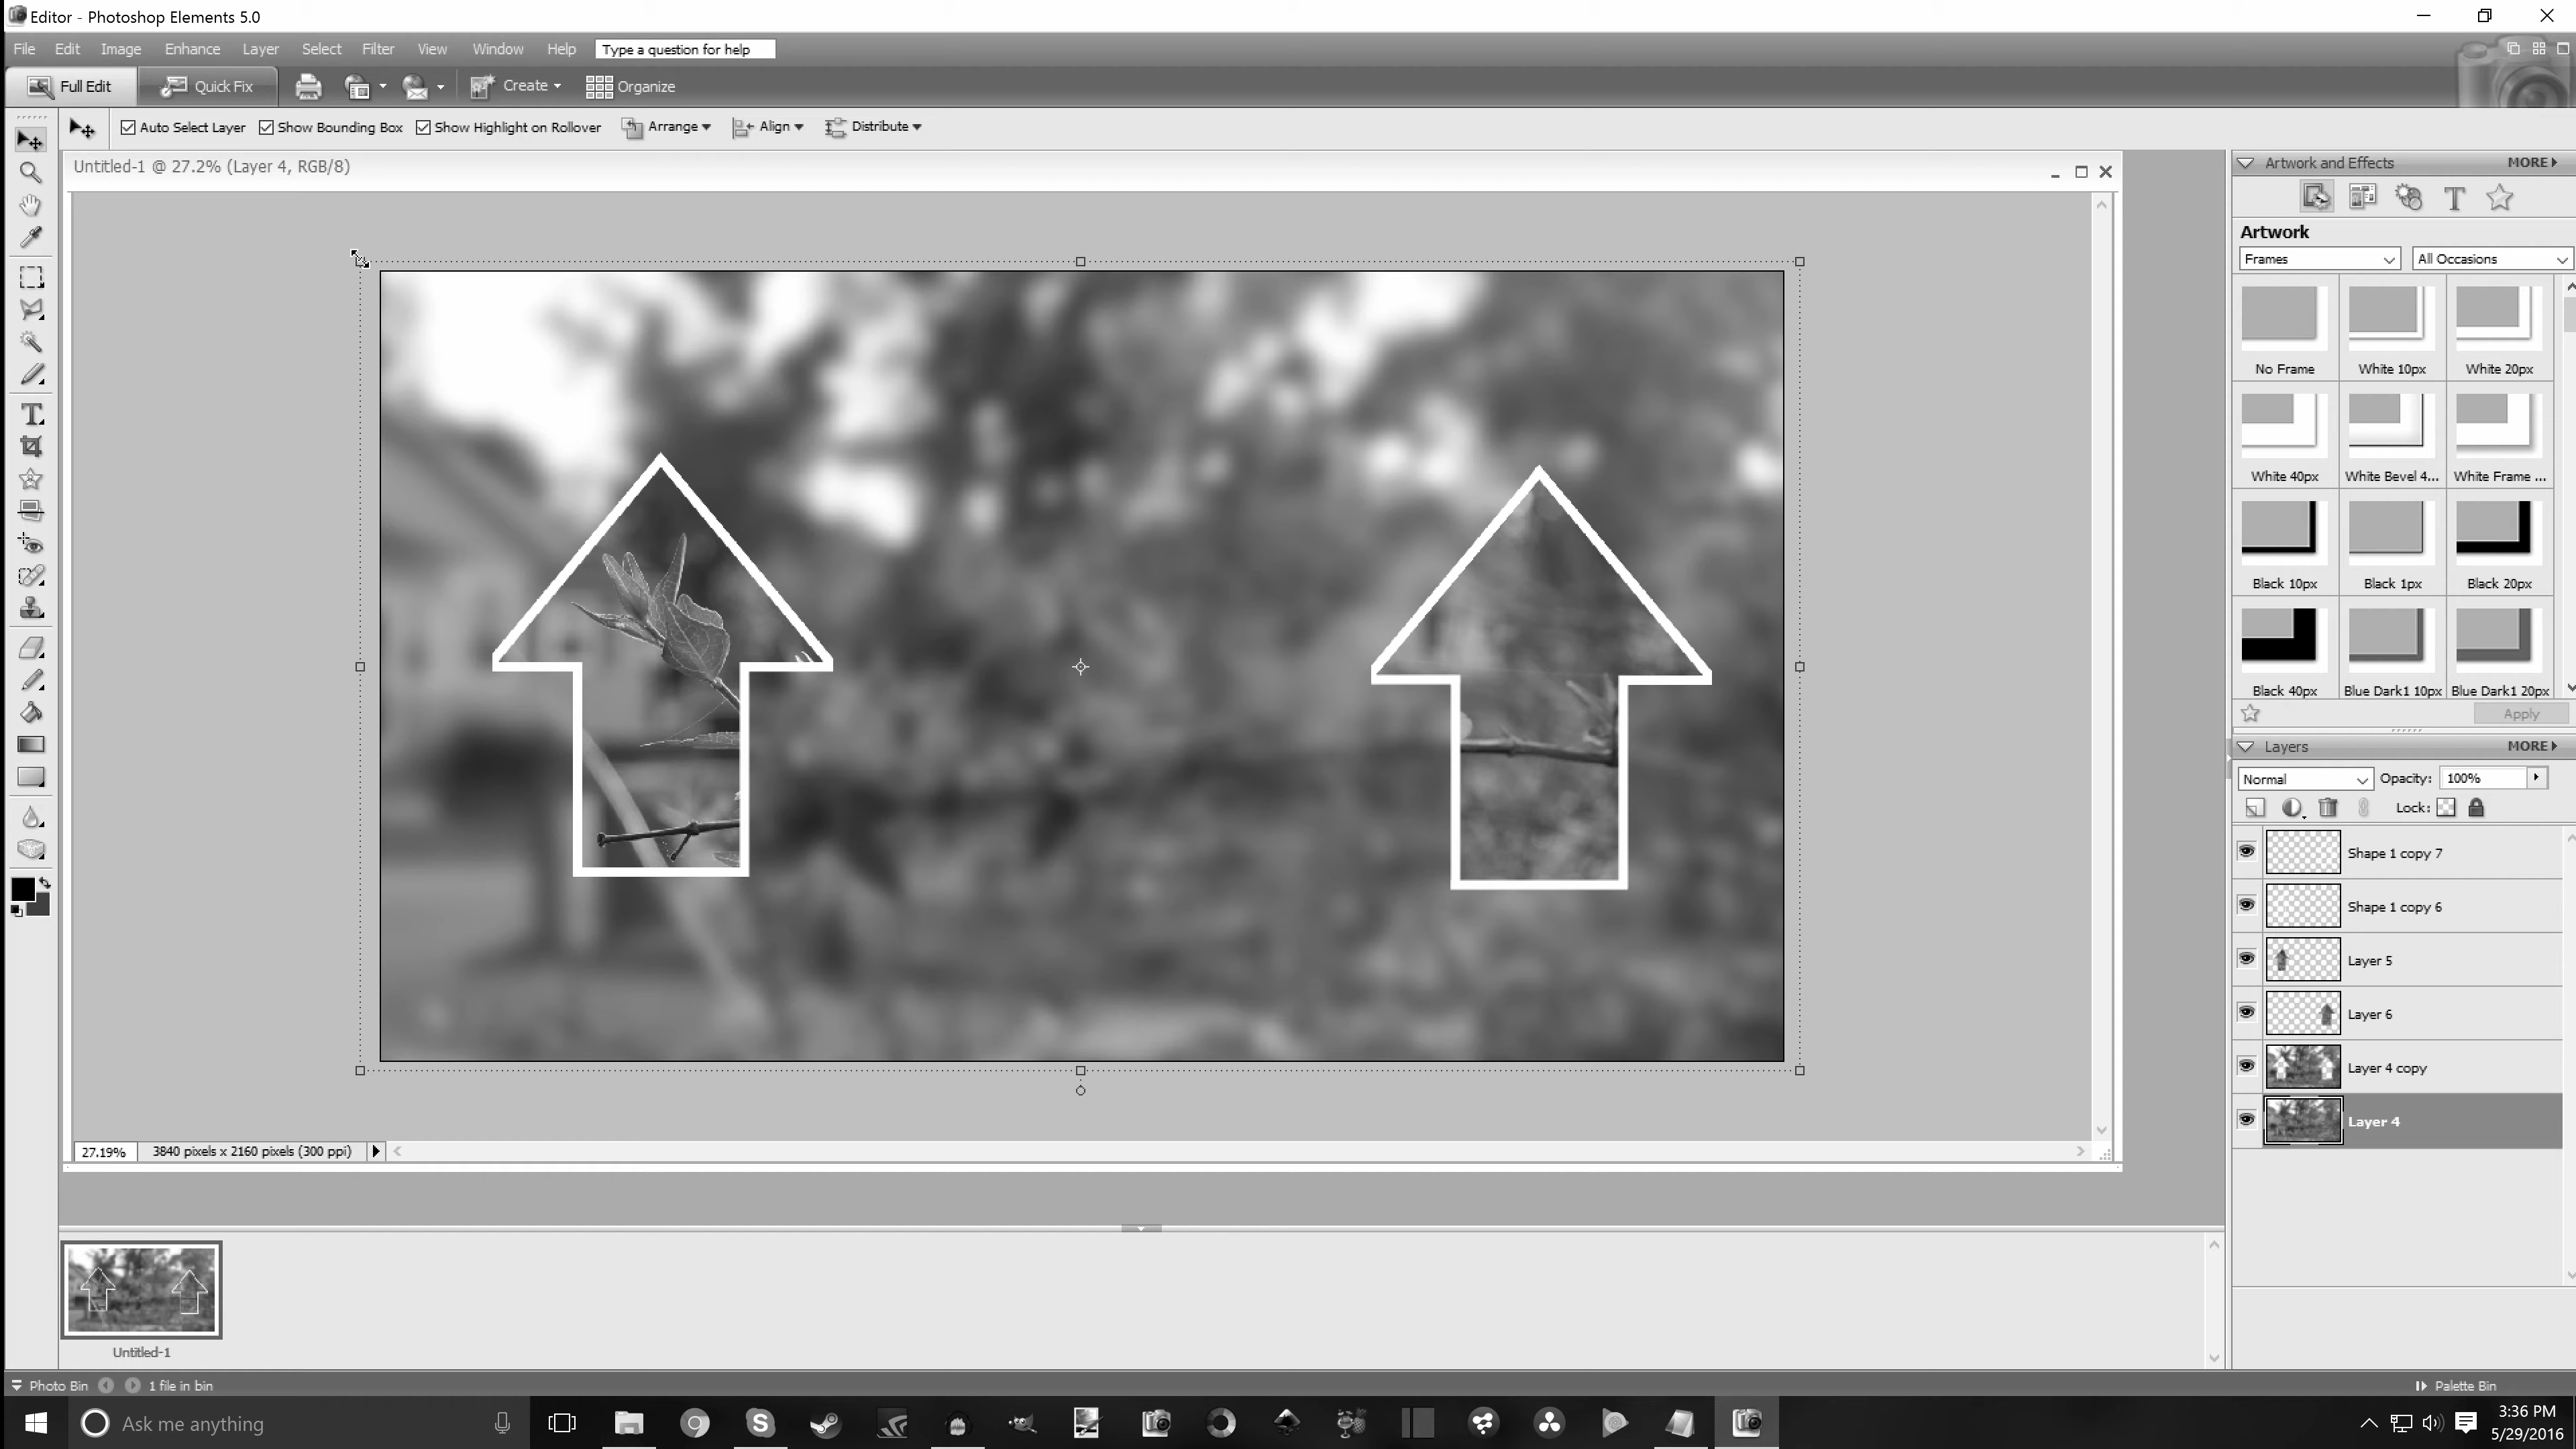 Editor - Photoshop Elements 5.0
File Edit Image Enhance Layer Select Filter View Window Help Type a question for help
Full Edit Quick Fix Create Organize
Auto Select Layer Show Bounding Box Show Highlight on Rollover Arrange Align Distribute
Untitled-1 @ 27.2% (Layer 4, RGB/8)
Artwork and Effects MORE
Artwork
Frames All Occasions
No Frame White 10px White 20px
White 40px White Bevel 4... White Frame ...
Black 10px Black 1px Black 20px
Black 40px Blue Dark1 10px Blue Dark1 20px
Apply
Layers MORE
Normal Opacity: 100%
Lock:
Shape 1 copy 7
Shape 1 copy 6
Layer 5
Layer 6
Layer 4 copy
Layer 4
27.19% 3840 pixels x 2160 pixels (300 ppi)
Untitled-1
Photo Bin 1 file in bin Palette Bin
Ask me anything
3:36 PM
5/29/2016